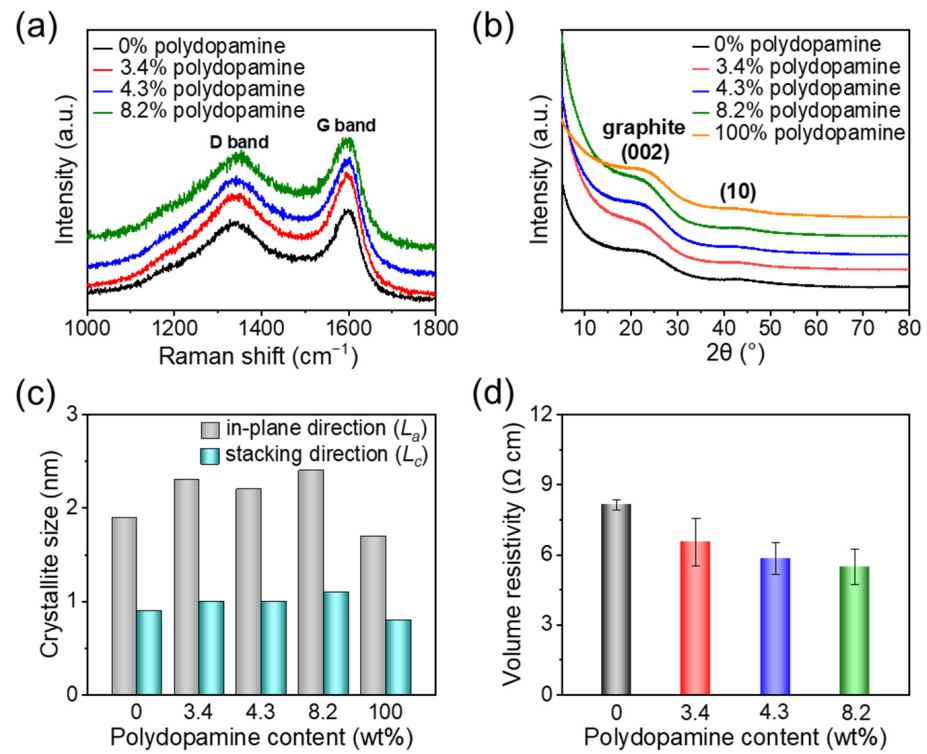 (a)
0% polydopamine
3.4% polydopamine
4.3% polydopamine
8.2% polydopamine
D band
G band
Intensity (a.u.)
1000 1200 1400 1600 1800
Raman shift (cm⁻¹)
(b)
0% polydopamine
3.4% polydopamine
4.3% polydopamine
8.2% polydopamine
100% polydopamine
graphite
(002)
(10)
Intensity (a.u.)
10 20 30 40 50 60 70 80
2θ (°)
(c)
in-plane direction (Lₐ)
stacking direction (L_c)
Crystallite size (nm)
3
2
1
0
0 3.4 4.3 8.2 100
Polydopamine content (wt%)
(d)
Volume resistivity (Ω cm)
12
9
6
3
0
0 3.4 4.3 8.2
Polydopamine content (wt%)